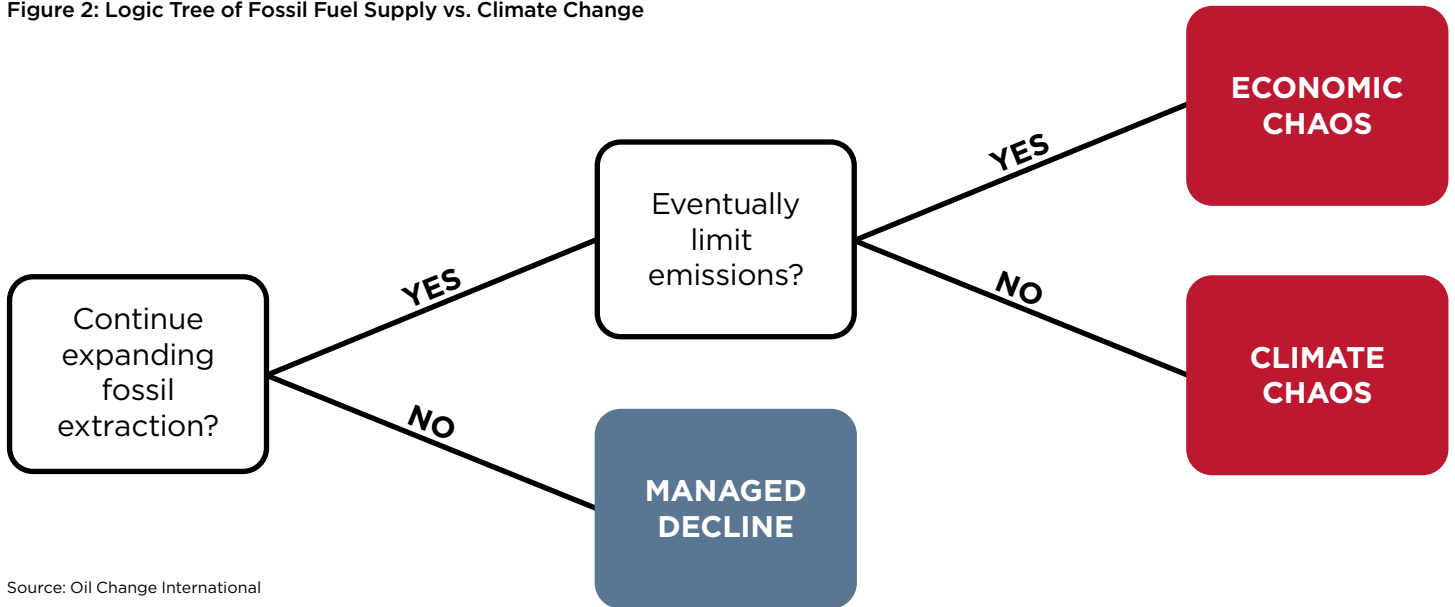 Figure 2: Logic Tree of Fossil Fuel Supply vs. Climate Change
Continue
expanding
fossil
extraction?
YES
NO
Eventually
limit
emissions?
MANAGED
DECLINE
YES
NO
ECONOMIC
CHAOS
CLIMATE
CHAOS
Source: Oil Change International